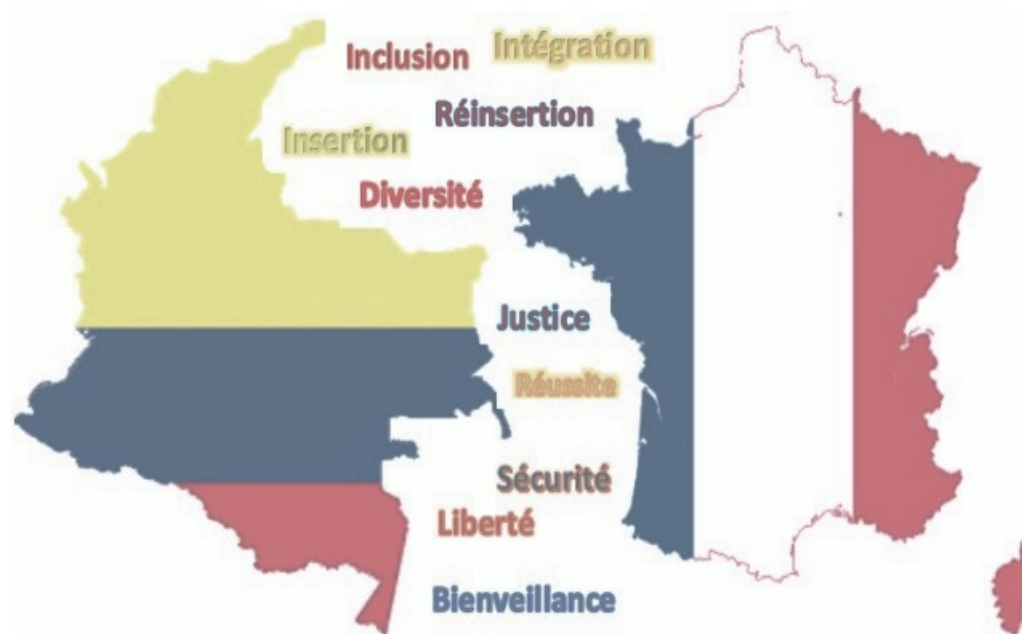 Inclusion
Intégration
Réinsertion
Insertion
Diversité
Justice
Réussite
Sécurité
Liberté
Bienveillance